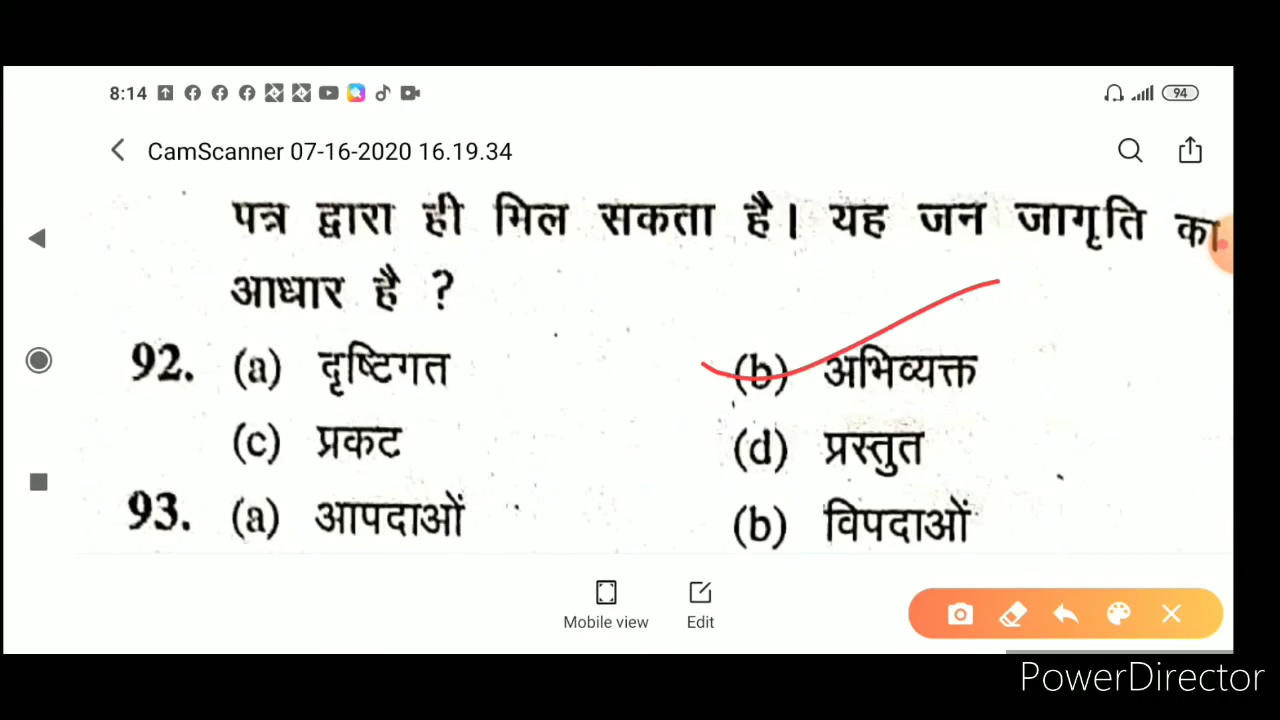 8:14 94
CamScanner 07-16-2020 16.19.34
पत्र द्वारा ही मिल सकता है। यह जन जागृति का
आधार है ?
92. (a) दृष्टिगत (b) अभिव्यक्त
(c) प्रकट (d) प्रस्तुत
93. (a) आपदाओं (b) विपदाओं
Mobile view Edit
PowerDirector